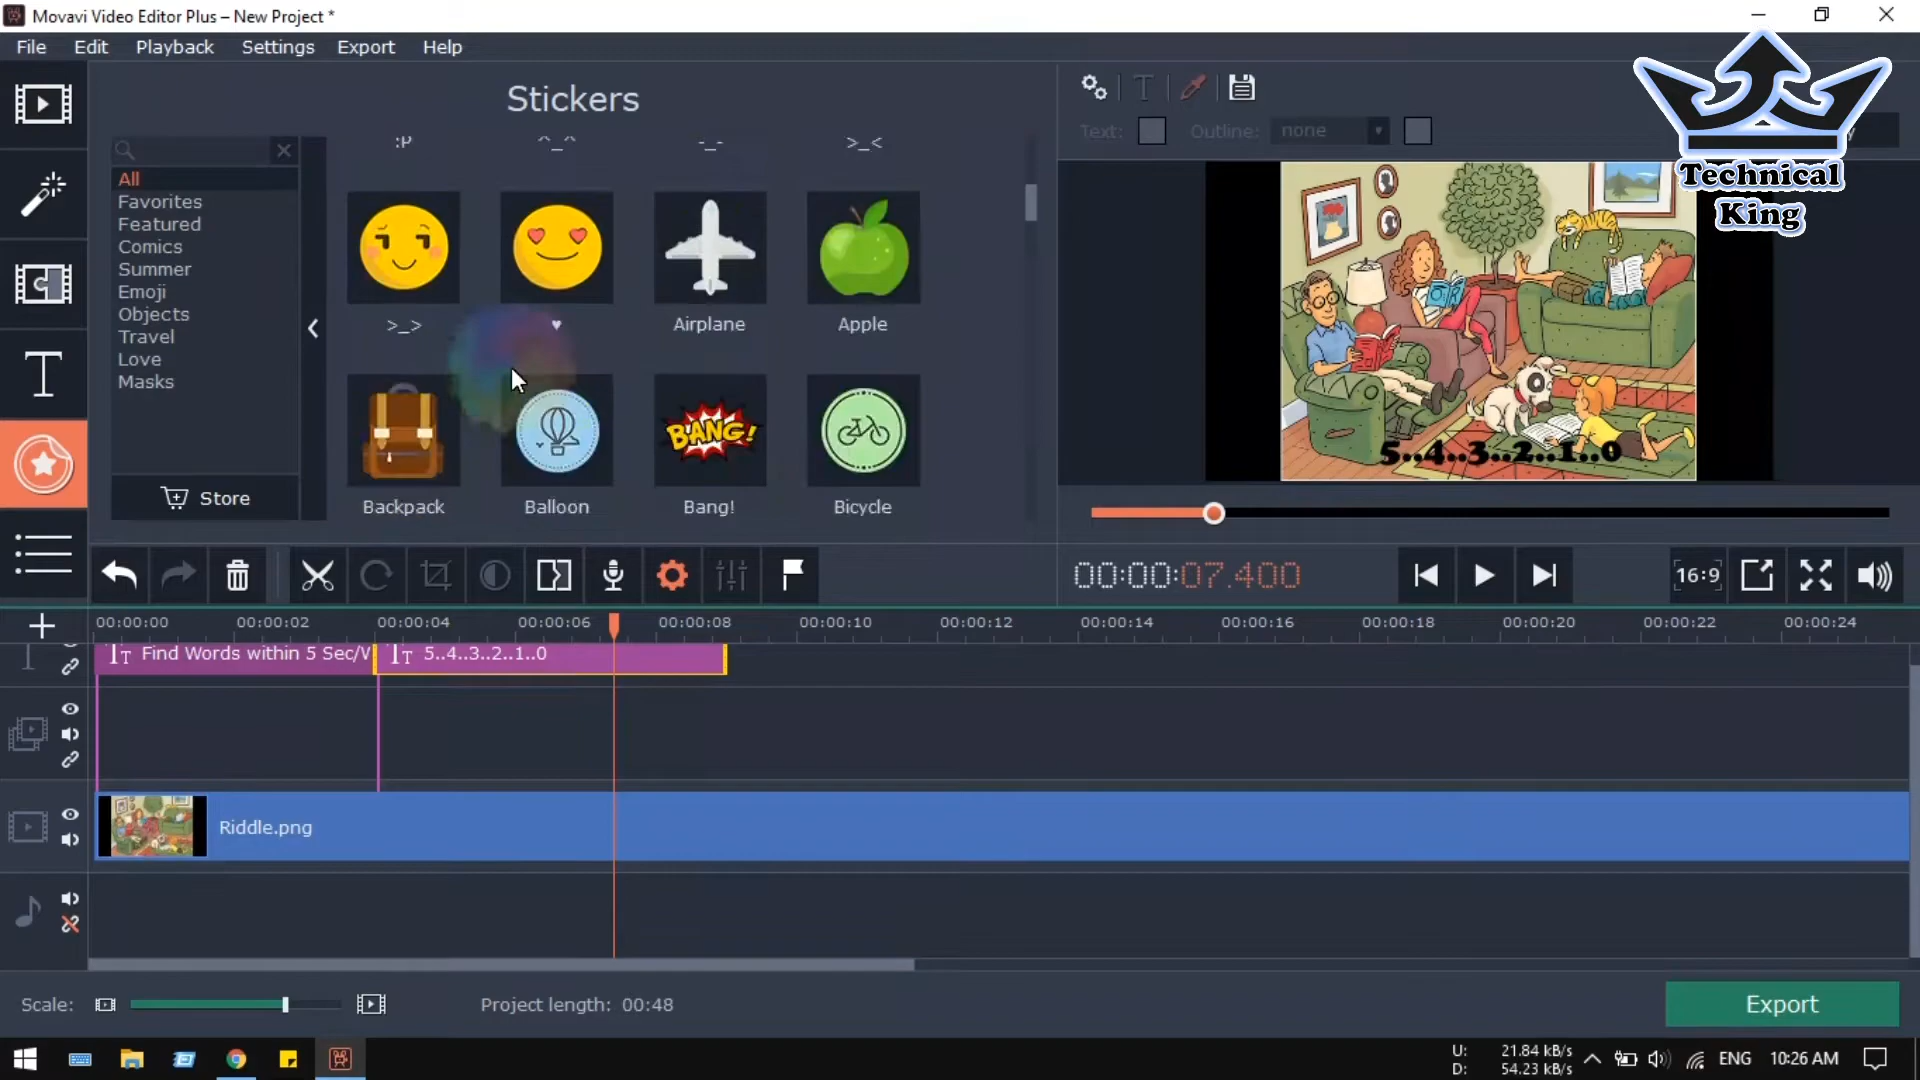 Movavi Video Editor Plus – New Project *
File Edit Playback Settings Export Help
Stickers
Text: Outline: none
Technical
King
:P ^_^ -_- >_<
All
Favorites
Featured
Comics
Summer
Emoji
Objects
Travel
Love
Masks
>_> ♥ Airplane Apple
BANG!
Store
Backpack Balloon Bang! Bicycle
5..4..3..2..1..0
00:00:07.400
16:9
00:00:00 00:00:02 00:00:04 00:00:06 00:00:08 00:00:10 00:00:12 00:00:14 00:00:16 00:00:18 00:00:20 00:00:22 00:00:24
Find Words within 5 Sec/W 5..4..3..2..1..0
Riddle.png
Scale: Project length: 00:48
Export
U: 21.84 kB/s
D: 54.23 kB/s
ENG 10:26 AM